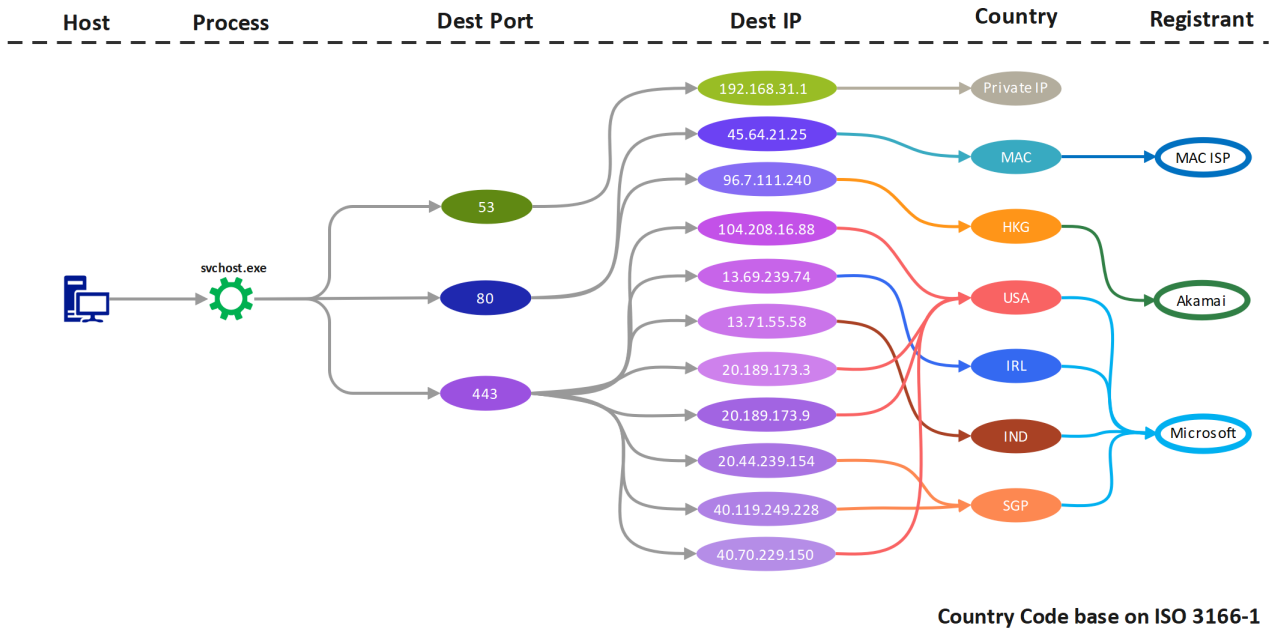 Host Process Dest Port Dest IP Country Registrant
192.168.31.1 Private IP
45.64.21.25 MAC MAC ISP
96.7.111.240
53
104.208.16.88 HKG
svchost.exe
13.69.239.74
80 USA Akamai
13.71.55.58
20.189.173.3 IRL
443
20.189.173.9
IND Microsoft
20.44.239.154
40.119.249.228 SGP
40.70.229.150
Country Code base on ISO 3166-1